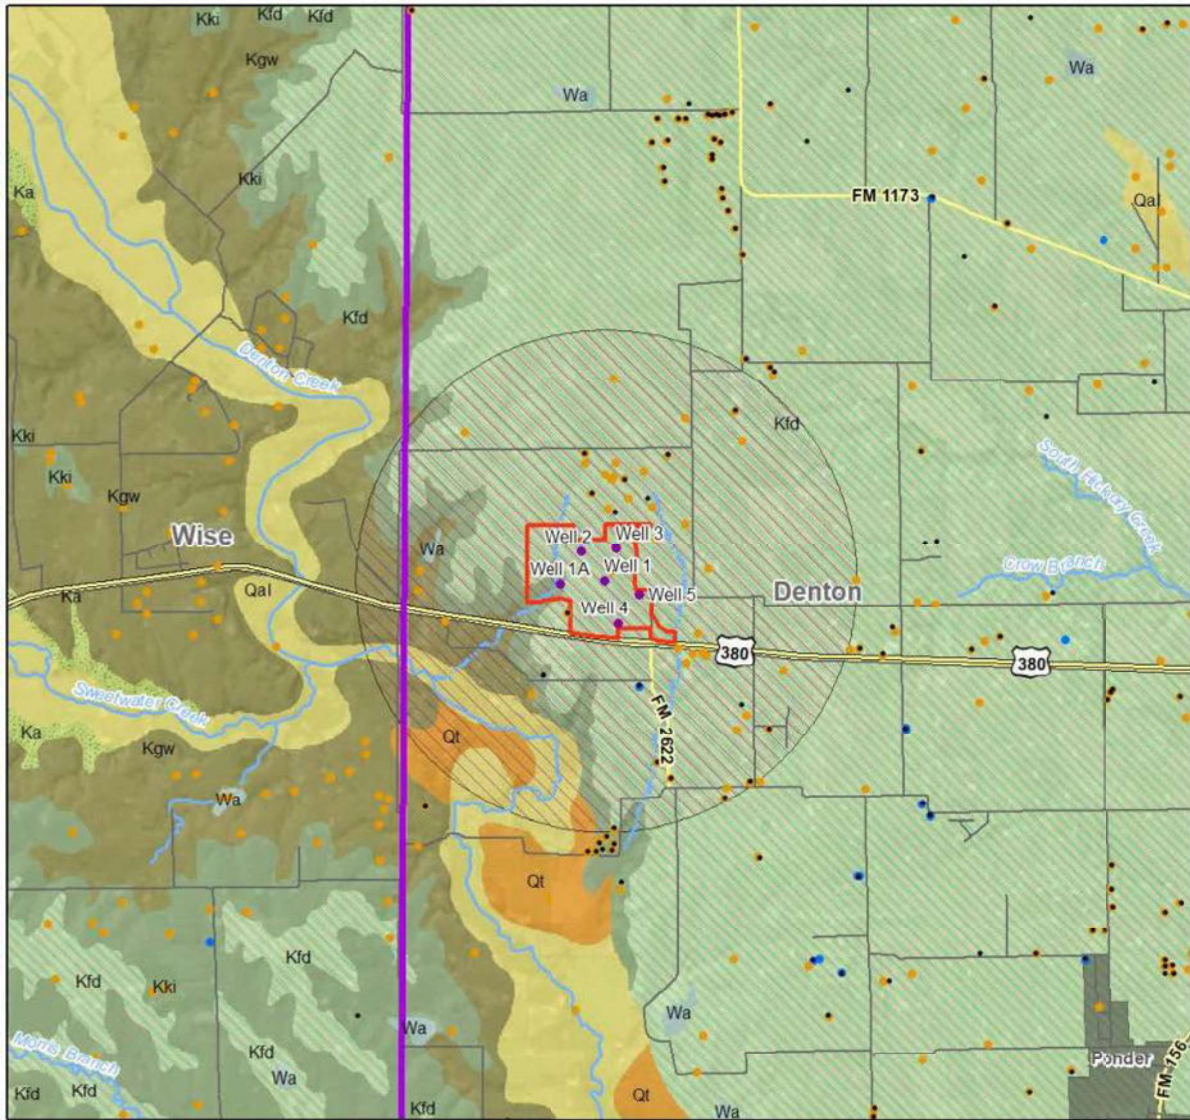 Kki
Kfd
Kfd
Kgw
Wa
Wa
Kki
Ka
Qal
FM 1173
Kfd
Denton Creek
Kfd
Kki
Kki
Kgw
South Hickory Creek
Wise
Wa
Well 2
Well 3
Well 1A
Well 1
Well 5
Well 4
Denton
Crow Branch
Ka
Qal
380
380
Sweetwater Creek
Ka
Kgw
Qt
FM 2622
Wa
Qt
Kfd
Kfd
Kki
Wa
Wa
Morris Branch
Kfd
Wa
Kfd
Kfd
Ponder
FM 156
Qt
Kfd
Wa